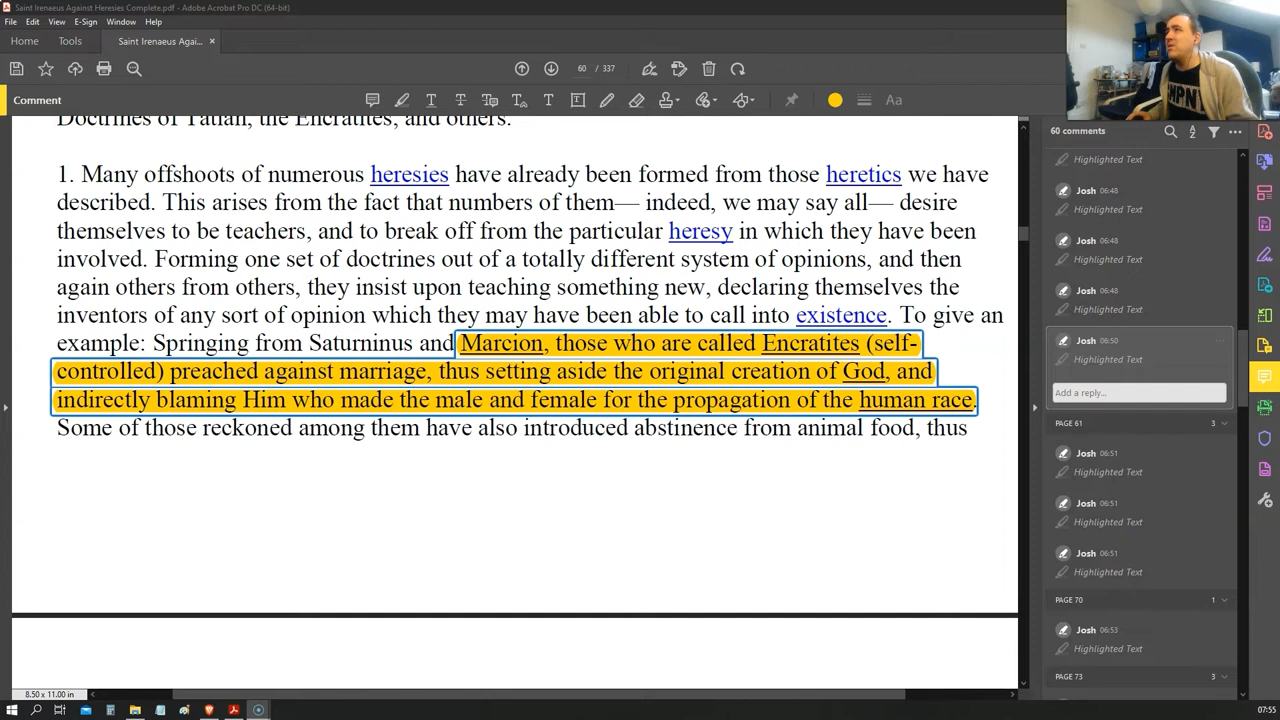 Saint Irenaeus Against Heresies Complete.pdf - Adobe Acrobat Pro DC (64-bit)
File Edit View E-Sign Window Help
Home Tools Saint Irenaeus Agai... ×
60 / 337
Comment
Aa
60 comments
Doctrines of Tatian, the Encratites, and others.
1. Many offshoots of numerous heresies have already been formed from those heretics we have
described. This arises from the fact that numbers of them— indeed, we may say all— desire
themselves to be teachers, and to break off from the particular heresy in which they have been
involved. Forming one set of doctrines out of a totally different system of opinions, and then
again others from others, they insist upon teaching something new, declaring themselves the
inventors of any sort of opinion which they may have been able to call into existence. To give an
example: Springing from Saturninus and Marcion, those who are called Encratites (self-
controlled) preached against marriage, thus setting aside the original creation of God, and
indirectly blaming Him who made the male and female for the propagation of the human race.
Some of those reckoned among them have also introduced abstinence from animal food, thus
Highlighted Text
Josh 06:48
Highlighted Text
Josh 06:48
Highlighted Text
Josh 06:48
Highlighted Text
Josh 06:50
Highlighted Text
Add a reply...
PAGE 61 3
Josh 06:51
Highlighted Text
Josh 06:51
Highlighted Text
Josh 06:51
Highlighted Text
PAGE 70 1
Josh 06:53
Highlighted Text
PAGE 73 3
8.50 x 11.00 in
07:55